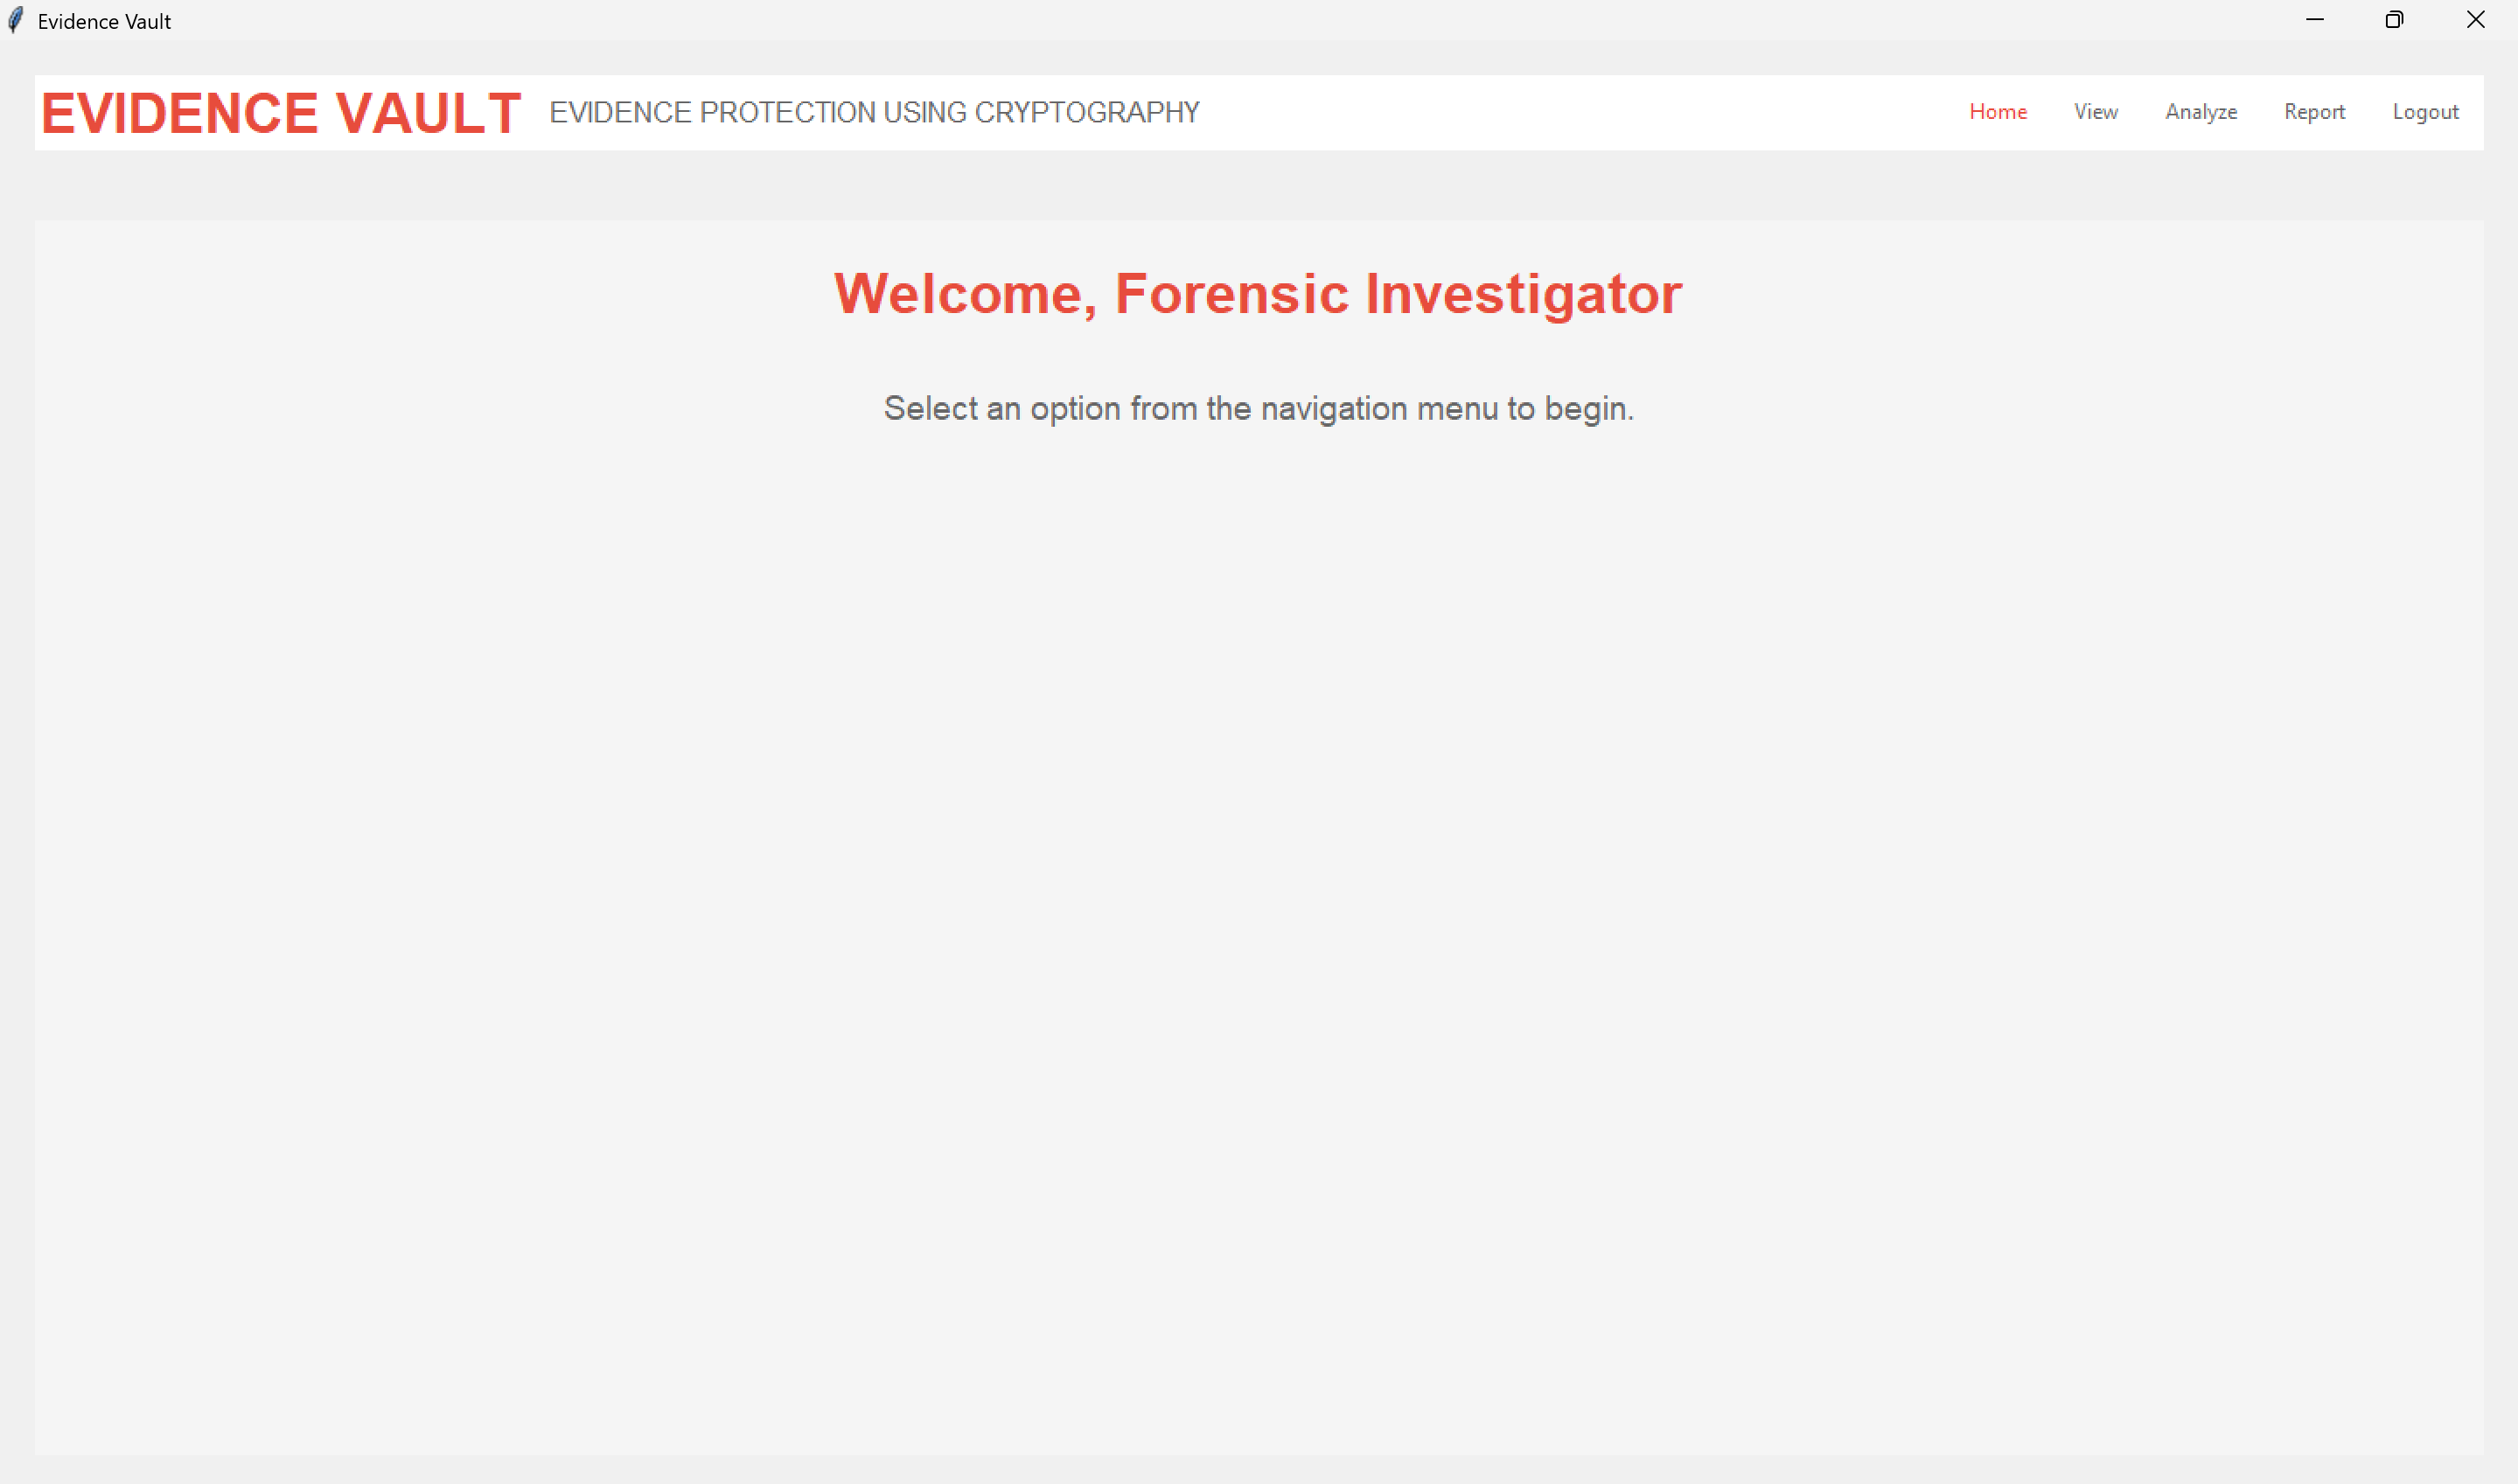 Evidence Vault
EVIDENCE VAULT EVIDENCE PROTECTION USING CRYPTOGRAPHY Home View Analyze Report Logout
Welcome, Forensic Investigator
Select an option from the navigation menu to begin.